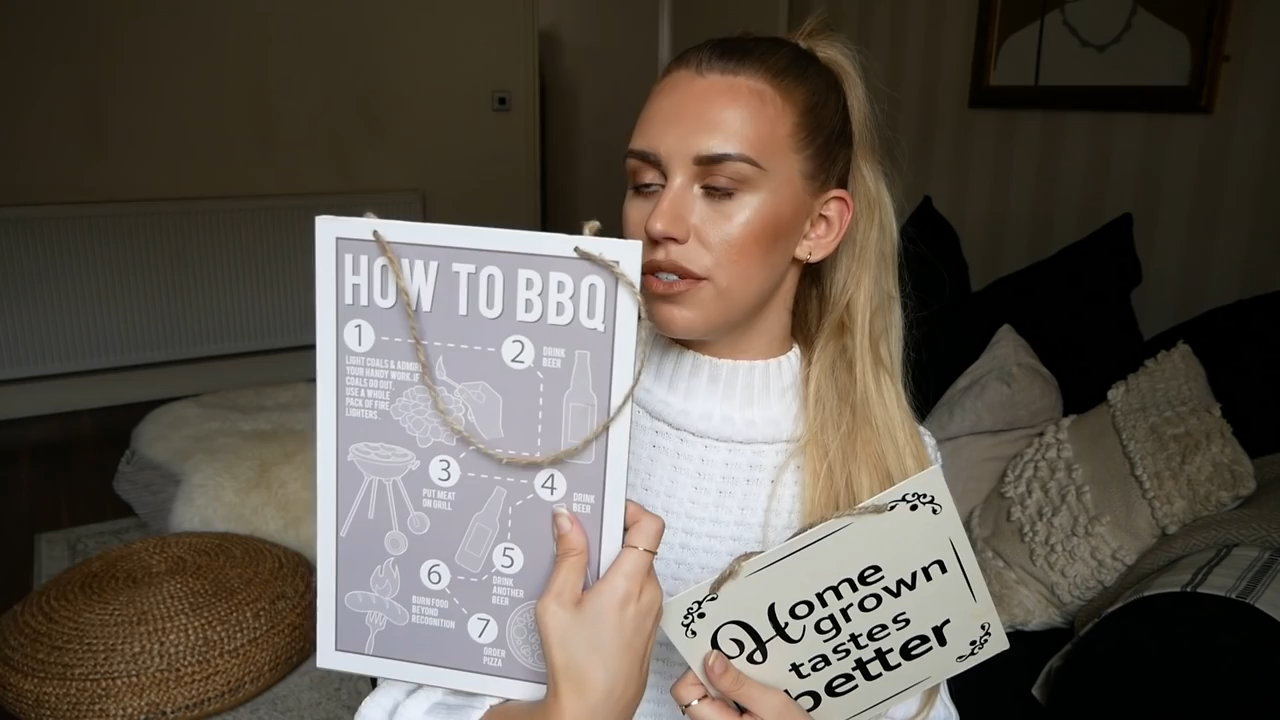 HOW TO BBQ
1
LIGHT COALS & ADMIRE
YOUR HANDY WORK. IF
COALS GO OUT,
USE A WHOLE
PACK OF FIRE
LIGHTERS.
2
DRINK
BEER
3
PUT MEAT
ON GRILL
4
DRINK
BEER
5
DRINK
ANOTHER
BEER
6
BURN FOOD
BEYOND
RECOGNITION
7
ORDER
PIZZA
Home
grown
tastes
better